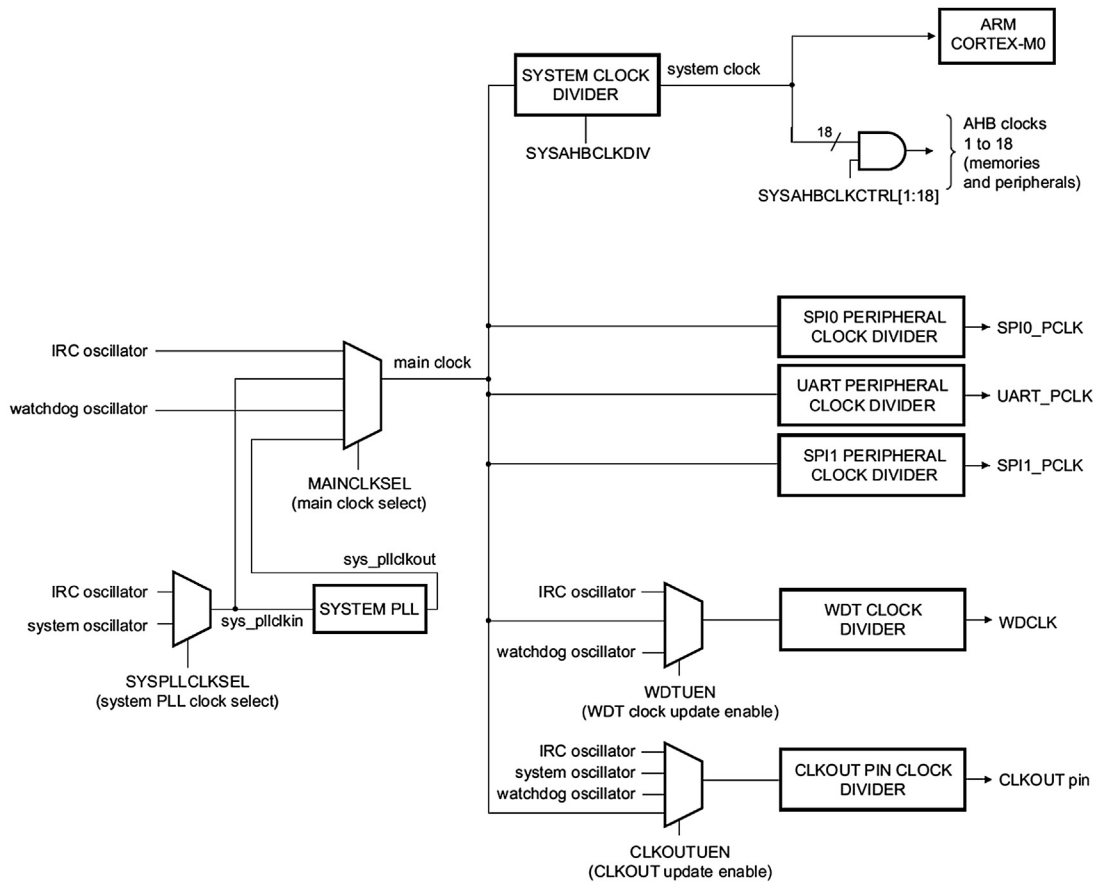 ARM
CORTEX-M0
SYSTEM CLOCK
DIVIDER
system clock
SYSAHBCLKDIV
18
AHB clocks
1 to 18
(memories
and peripherals)
SYSAHBCLKCTRL[1:18]
SPI0 PERIPHERAL
CLOCK DIVIDER
SPI0_PCLK
IRC oscillator
main clock
watchdog oscillator
UART PERIPHERAL
CLOCK DIVIDER
UART_PCLK
SPI1 PERIPHERAL
CLOCK DIVIDER
SPI1_PCLK
MAINCLKSEL
(main clock select)
sys_pllclkout
IRC oscillator
system oscillator
sys_pllclkin
SYSTEM PLL
SYSPLLCLKSEL
(system PLL clock select)
IRC oscillator
watchdog oscillator
WDT CLOCK
DIVIDER
WDCLK
WDTUEN
(WDT clock update enable)
IRC oscillator
system oscillator
watchdog oscillator
CLKOUT PIN CLOCK
DIVIDER
CLKOUT pin
CLKOUTUEN
(CLKOUT update enable)